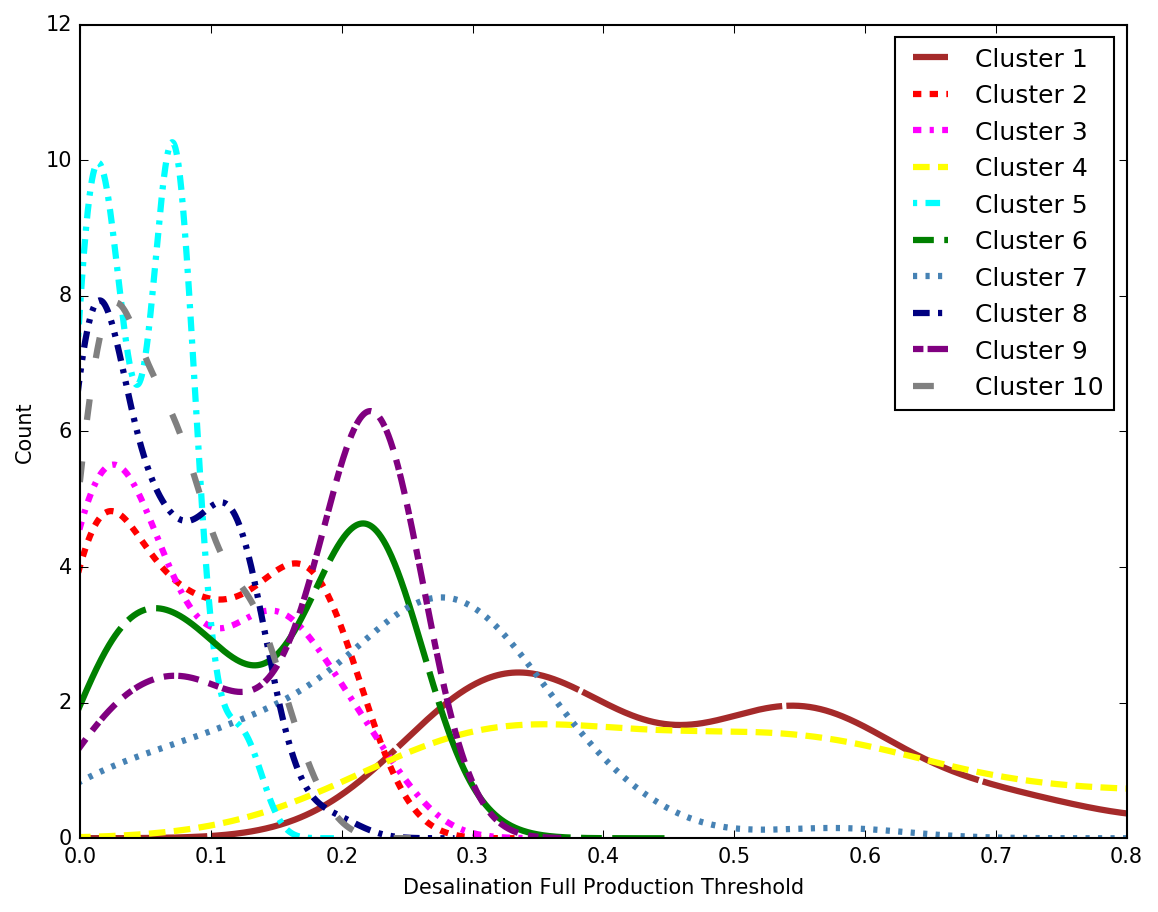 12
10
8
6
4
2
0
Count
0.0 0.1 0.2 0.3 0.4 0.5 0.6 0.7 0.8
Desalination Full Production Threshold
Cluster 1
Cluster 2
Cluster 3
Cluster 4
Cluster 5
Cluster 6
Cluster 7
Cluster 8
Cluster 9
Cluster 10